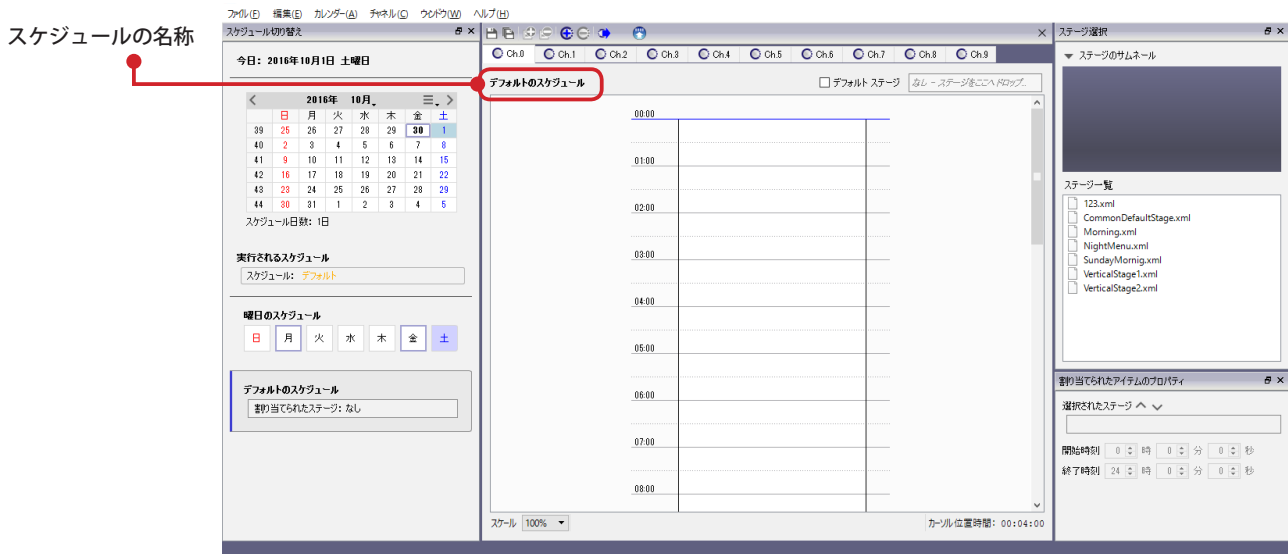 スケジュールの名称
ファイル(F) 編集(E) カレンダー(A) チャネル(C) ウィンドウ(W) ヘルプ(H)
スケジュール切り替え
今日: 2016年10月1日 土曜日
2016年 10月
日 月 火 水 木 金 土
39 25 26 27 28 29 30 1
40 2 3 4 5 6 7 8
41 9 10 11 12 13 14 15
42 16 17 18 19 20 21 22
43 23 24 25 26 27 28 29
44 30 31 1 2 3 4 5
スケジュール日数: 1日
実行されるスケジュール
スケジュール: デフォルト
曜日のスケジュール
日 月 火 水 木 金 土
デフォルトのスケジュール
割り当てられたステージ: なし
Ch.0 Ch.1 Ch.2 Ch.3 Ch.4 Ch.5 Ch.6 Ch.7 Ch.8 Ch.9
デフォルトのスケジュール
デフォルト ステージ なし - ステージをここへドロップ...
00:00
01:00
02:00
03:00
04:00
05:00
06:00
07:00
08:00
スケール 100% カーソル位置時間: 00:04:00
ステージ選択
ステージのサムネール
ステージ一覧
123.xml
CommonDefaultStage.xml
Morning.xml
NightMenu.xml
SundayMornig.xml
VerticalStage1.xml
VerticalStage2.xml
割り当てられたアイテムのプロパティ
選択されたステージ
開始時刻 0 時 0 分 0 秒
終了時刻 24 時 0 分 0 秒